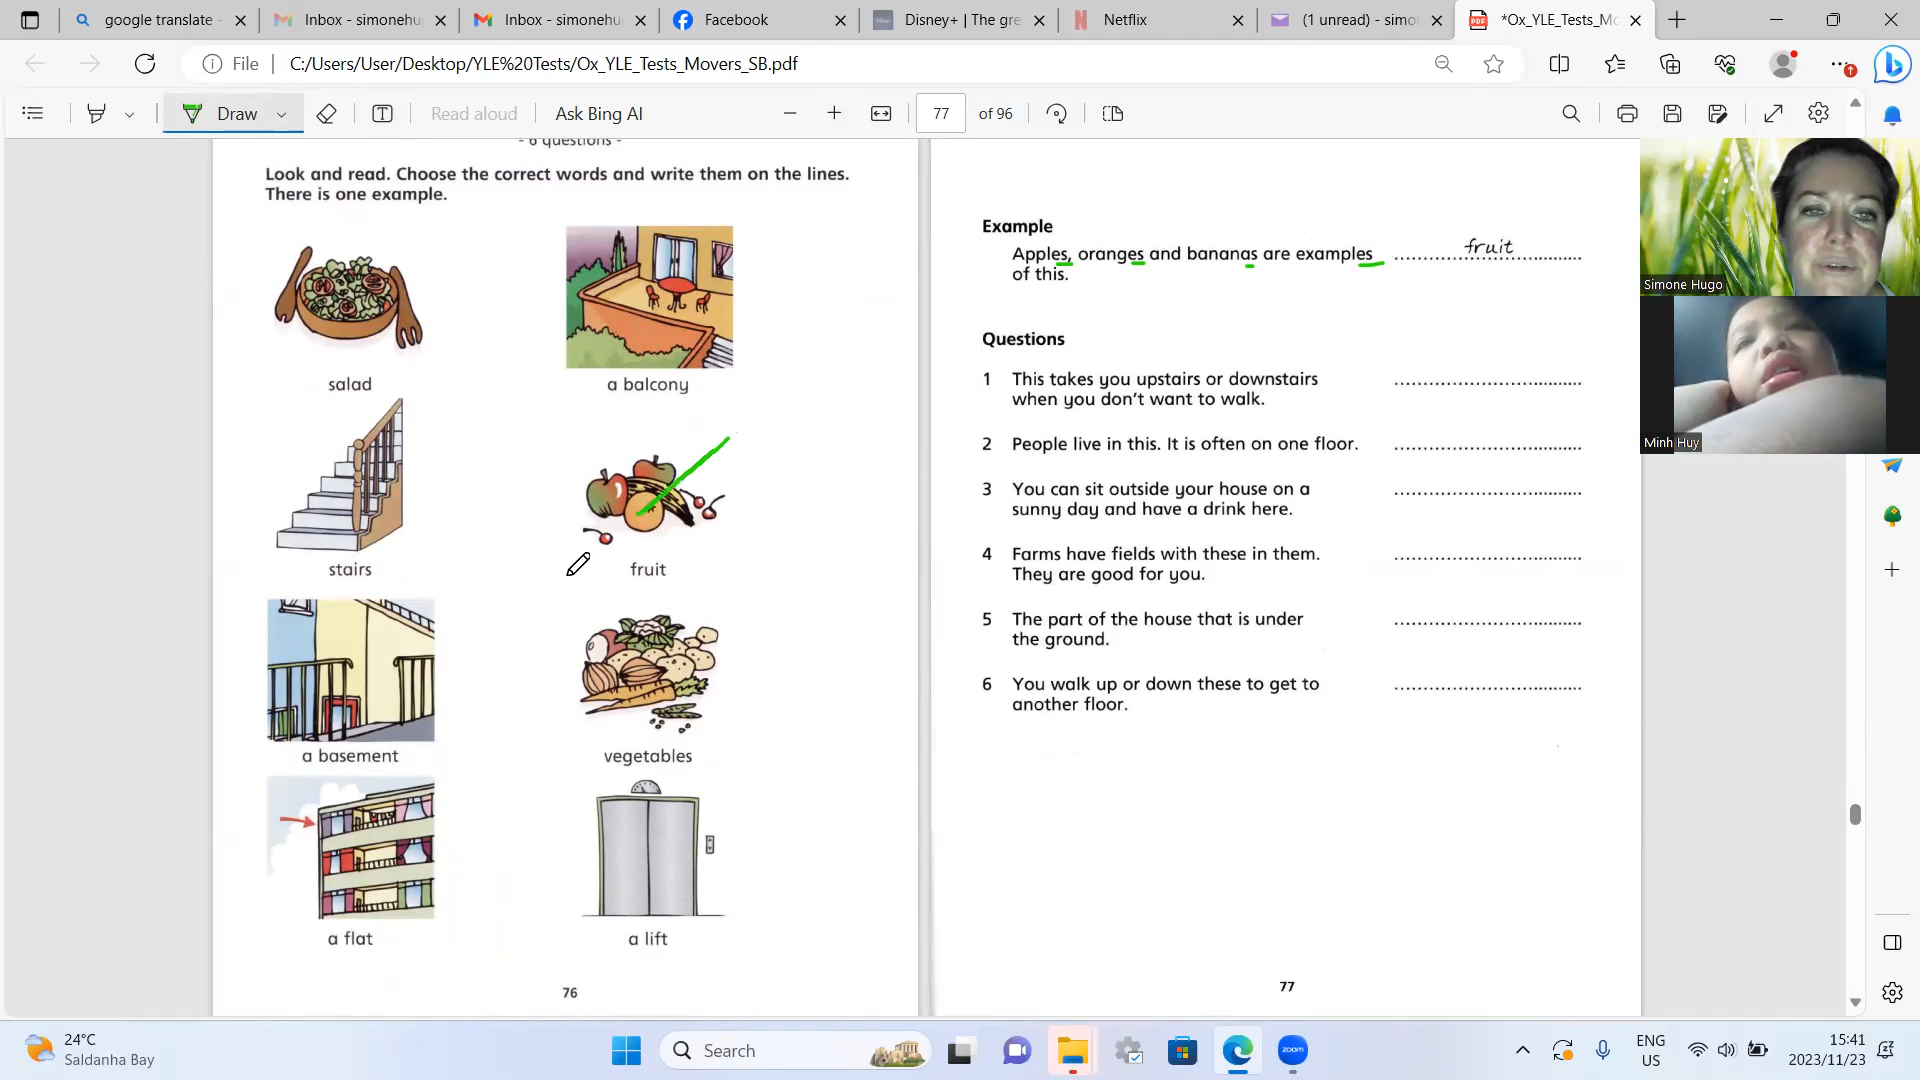 google translate -
Inbox - simonehu
Inbox - simonehu
Facebook
Disney+ | The gre
Netflix
(1 unread) - simo
*Ox_YLE_Tests_Mo
File
C:/Users/User/Desktop/YLE%20Tests/Ox_YLE_Tests_Movers_SB.pdf
Draw
Read aloud
Ask Bing AI
77
of 96
- 6 questions -
Look and read. Choose the correct words and write them on the lines.
There is one example.
salad
a balcony
stairs
fruit
a basement
vegetables
a flat
a lift
76
Example
Apples, oranges and bananas are examples
of this.
fruit
Questions
1 This takes you upstairs or downstairs
when you don't want to walk.
2 People live in this. It is often on one floor.
3 You can sit outside your house on a
sunny day and have a drink here.
4 Farms have fields with these in them.
They are good for you.
5 The part of the house that is under
the ground.
6 You walk up or down these to get to
another floor.
77
Simone Hugo
Minh Huy
24°C
Saldanha Bay
Search
zoom
ENG
US
15:41
2023/11/23